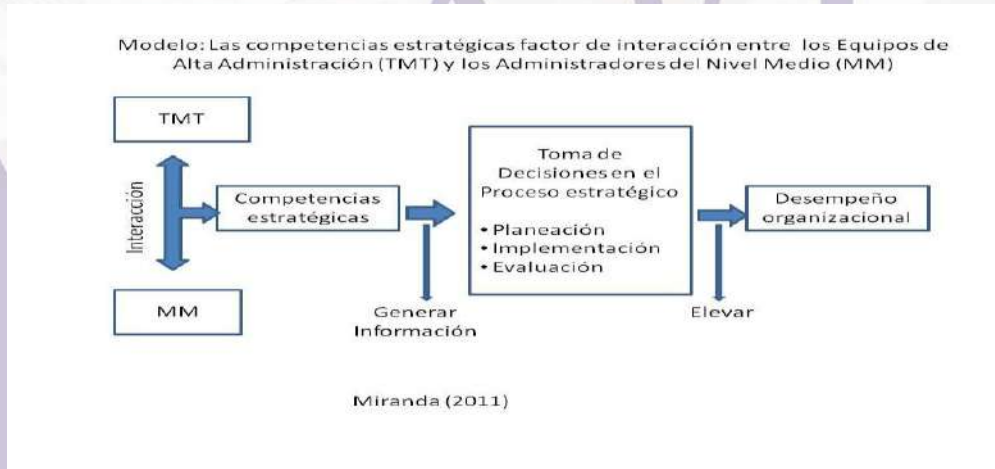 Modelo: Las competencias estratégicas factor de interacción entre los Equipos de
Alta Administración (TMT) y los Administradores del Nivel Medio (MM)
TMT
Interacción
MM
Competencias
estratégicas
Generar
Información
Toma de
Decisiones en el
Proceso estratégico
• Planeación
• Implementación
• Evaluación
Elevar
Desempeño
organizacional
Miranda (2011)